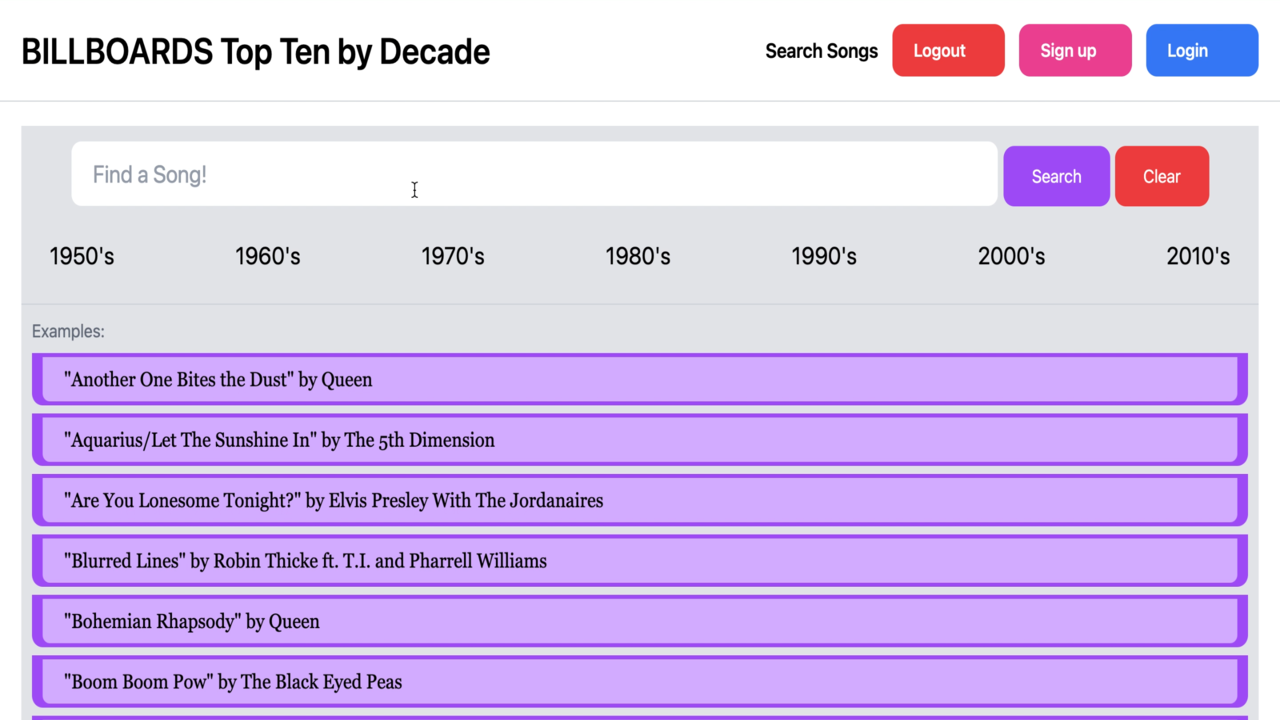 BILLBOARDS Top Ten by Decade Search Songs Logout Sign up Login
Find a Song! Search Clear
1950's 1960's 1970's 1980's 1990's 2000's 2010's
Examples:
"Another One Bites the Dust" by Queen
"Aquarius/Let The Sunshine In" by The 5th Dimension
"Are You Lonesome Tonight?" by Elvis Presley With The Jordanaires
"Blurred Lines" by Robin Thicke ft. T.I. and Pharrell Williams
"Bohemian Rhapsody" by Queen
"Boom Boom Pow" by The Black Eyed Peas